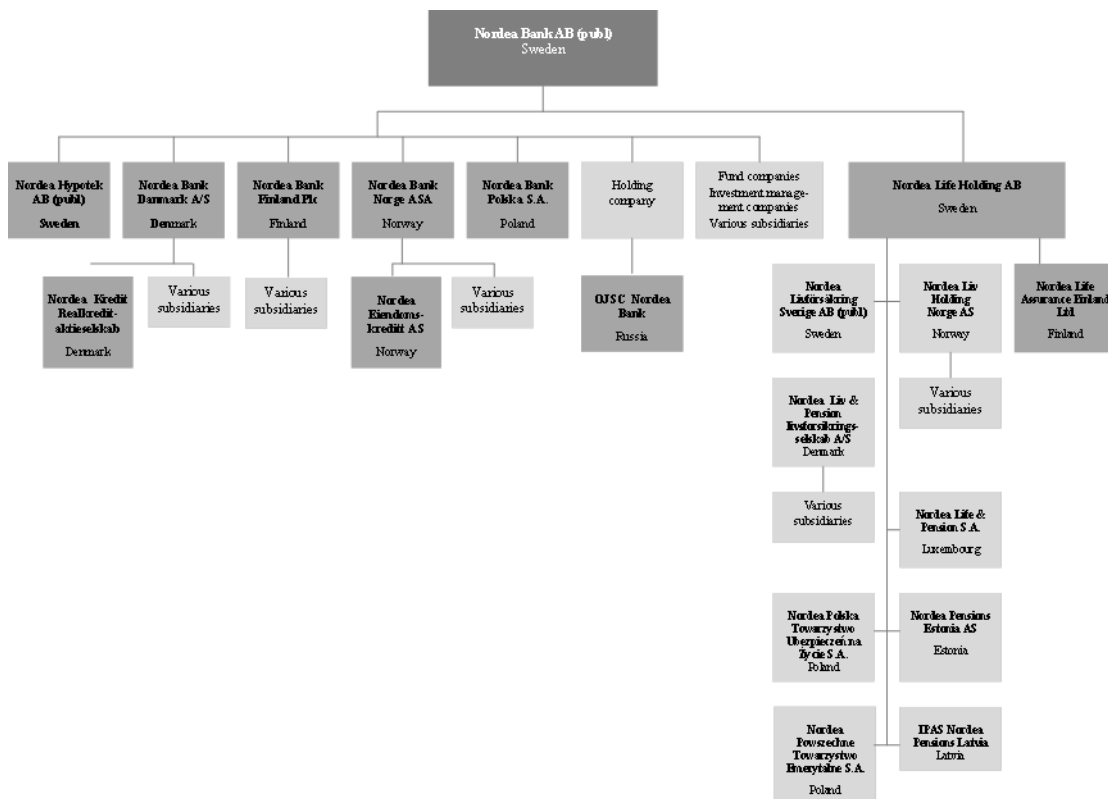 Nordea Bank AB (publ)
Sweden
Nordea Hypotek
AB (publ)
Sweden
Nordea Bank
Danmark A/S
Denmark
Nordea Bank
Finland Plc
Finland
Nordea Bank
Norge ASA
Norway
Nordea Bank
Polska S.A.
Poland
Holding
company
Fund companies
Investment manage-
ment companies
Various subsidiaries
Nordea Life Holding AB
Sweden
Nordea Kredit
Realkredit-
aktieselskab
Denmark
Various
subsidiaries
Various
subsidiaries
Nordea
Eiendoms-
kreditt AS
Norway
Various
subsidiaries
OJSC Nordea
Bank
Russia
Nordea
Livförsäkring
Sverige AB (publ)
Sweden
Nordea Liv
Holding
Norge AS
Norway
Nordea Life
Assurance Finland
Ltd
Finland
Various
subsidiaries
Nordea Liv &
Pension
livsforsikrings-
selskab A/S
Denmark
Various
subsidiaries
Nordea Life &
Pension S.A.
Luxembourg
Nordea Polska
Towarzystwo
Ubezpieczeń na
Życie S.A.
Poland
Nordea Pensions
Estonia AS
Estonia
Nordea
Powszechne
Towarzystwo
Emerytalne S.A.
Poland
IPAS Nordea
Pensions Latvia
Latvia